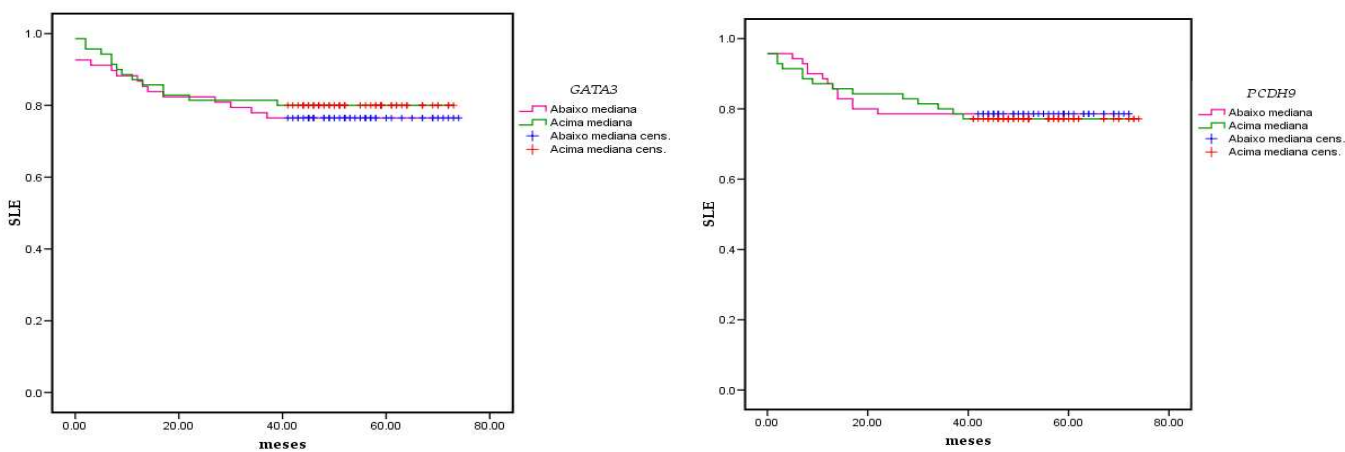 GATA3
Abaixo mediana
Acima mediana
Abaixo mediana cens.
Acima mediana cens.
SLE
1.0
0.8
0.6
0.4
0.2
0.0
0.00 20.00 40.00 60.00 80.00
meses
PCDH9
Abaixo mediana
Acima mediana
Abaixo mediana cens.
Acima mediana cens.
SLE
1.0
0.8
0.6
0.4
0.2
0.0
0.00 20.00 40.00 60.00 80.00
meses